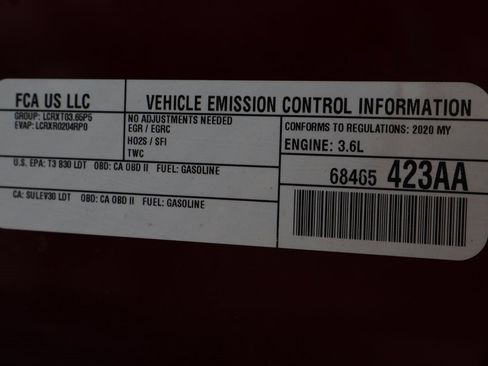 FCA US LLC
GROUP: LCRXT03.65P5
EVAP: LCRXR0204RP0
VEHICLE EMISSION CONTROL INFORMATION
NO ADJUSTMENTS NEEDED
EGR / EGRC
HO2S / SFI
TWC
CONFORMS TO REGULATIONS: 2020 MY
ENGINE: 3.6L
U.S. EPA: T3 B30 LDT OBD: CA OBD II FUEL: GASOLINE
68465 423AA
CA: SULEV30 LDT OBD: CA OBD II FUEL: GASOLINE